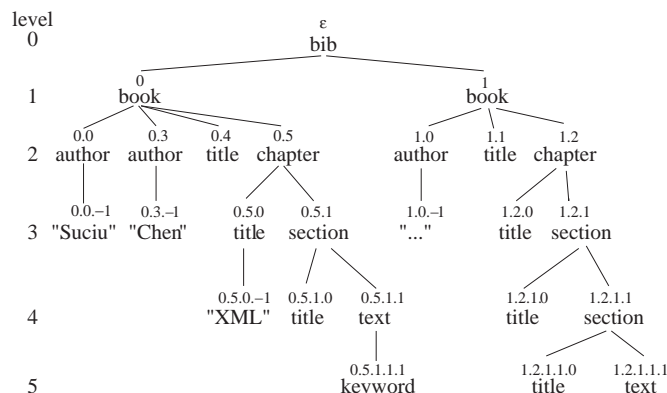 level
ε
0 bib
0 1
1 book book
0.0 0.3 0.4 0.5 1.0 1.1 1.2
2 author author title chapter author title chapter
0.0.−1 0.3.−1 0.5.0 0.5.1 1.0.−1 1.2.0 1.2.1
3 "Suciu" "Chen" title section "..." title section
0.5.0.−1 0.5.1.0 0.5.1.1 1.2.1.0 1.2.1.1
4 "XML" title text title section
0.5.1.1.1 1.2.1.1.0 1.2.1.1.1
5 keyword title text